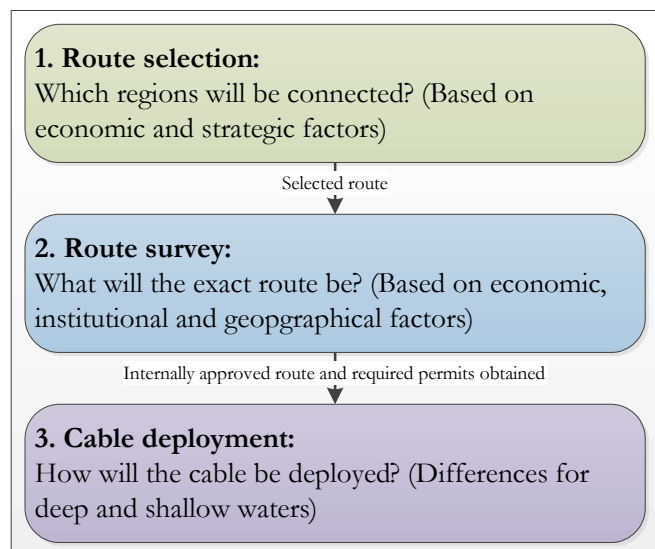 1. Route selection:
Which regions will be connected? (Based on
economic and strategic factors)
Selected route
2. Route survey:
What will the exact route be? (Based on economic,
institutional and geopgraphical factors)
Internally approved route and required permits obtained
3. Cable deployment:
How will the cable be deployed? (Differences for
deep and shallow waters)